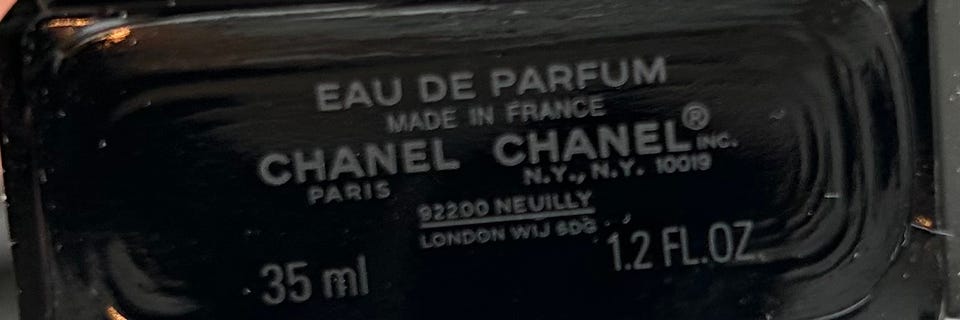 EAU DE PARFUM
MADE IN FRANCE
CHANEL CHANEL® INC.
PARIS N.Y., N.Y. 10019
92200 NEUILLY
LONDON W1J 6DG
35 ml 1.2 FL.OZ.